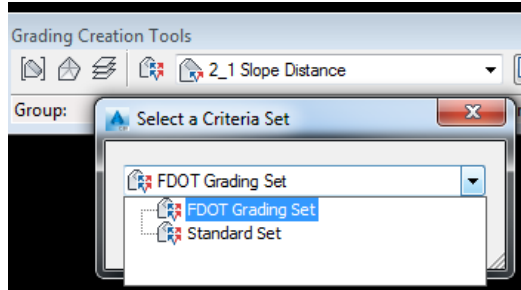 Grading Creation Tools
2_1 Slope Distance
Group:
Select a Criteria Set
FDOT Grading Set
FDOT Grading Set
Standard Set